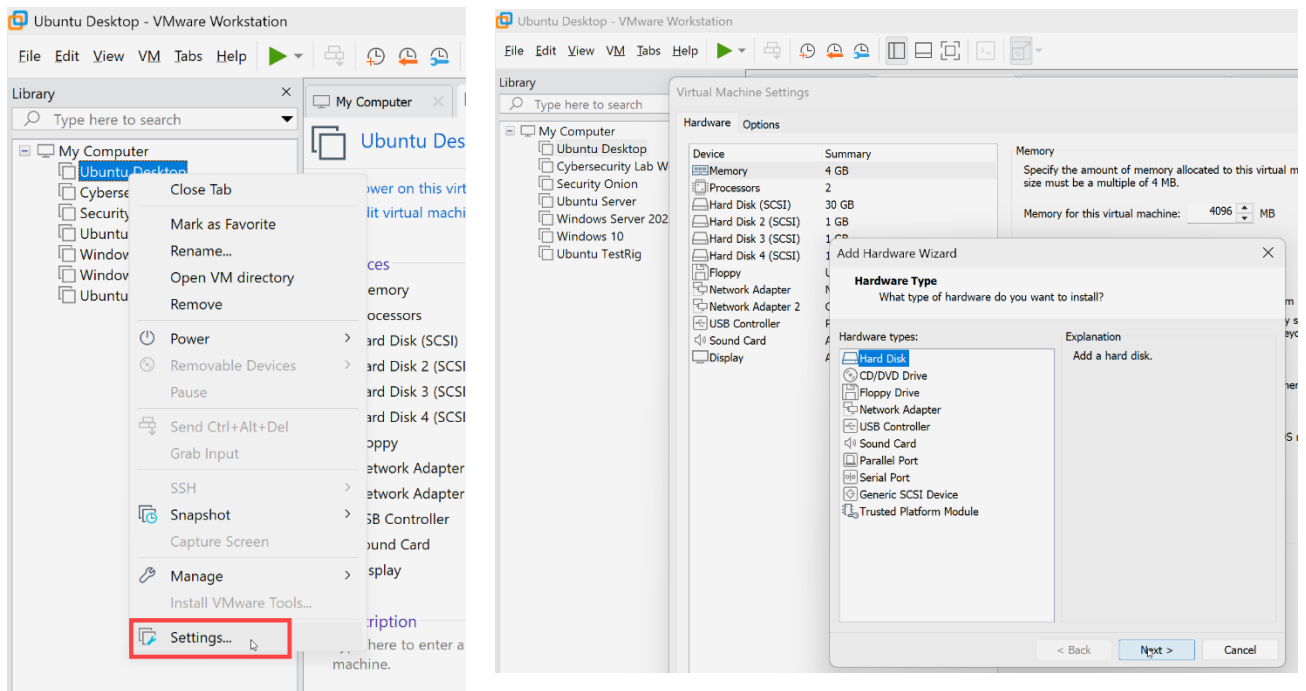 Ubuntu Desktop - VMware Workstation
File Edit View VM Tabs Help
Library
Type here to search
My Computer
Ubuntu Desktop
Cyberse
Security
Ubuntu
Window
Window
Ubuntu
My Computer
Ubuntu Des
ower on this virt
dit virtual machi
ces
emory
ocessors
ard Disk (SCSI)
ard Disk 2 (SCSI
ard Disk 3 (SCSI
ard Disk 4 (SCSI
oppy
etwork Adapter
etwork Adapter
SB Controller
ound Card
splay
ription
here to enter a
machine.
Close Tab
Mark as Favorite
Rename...
Open VM directory
Remove
Power
Removable Devices
Pause
Send Ctrl+Alt+Del
Grab Input
SSH
Snapshot
Capture Screen
Manage
Install VMware Tools...
Settings...
Ubuntu Desktop - VMware Workstation
File Edit View VM Tabs Help
Library
Type here to search
My Computer
Ubuntu Desktop
Cybersecurity Lab W
Security Onion
Ubuntu Server
Windows Server 202
Windows 10
Ubuntu TestRig
Virtual Machine Settings
Hardware Options
Device Summary
Memory 4 GB
Processors 2
Hard Disk (SCSI) 30 GB
Hard Disk 2 (SCSI) 1 GB
Hard Disk 3 (SCSI) 1 GB
Hard Disk 4 (SCSI) 1
Floppy
Network Adapter
Network Adapter 2
USB Controller
Sound Card
Display
Memory
Specify the amount of memory allocated to this virtual m
size must be a multiple of 4 MB.
Memory for this virtual machine: 4096 MB
Add Hardware Wizard
Hardware Type
What type of hardware do you want to install?
Hardware types:
Hard Disk
CD/DVD Drive
Floppy Drive
Network Adapter
USB Controller
Sound Card
Parallel Port
Serial Port
Generic SCSI Device
Trusted Platform Module
Explanation
Add a hard disk.
< Back Next > Cancel